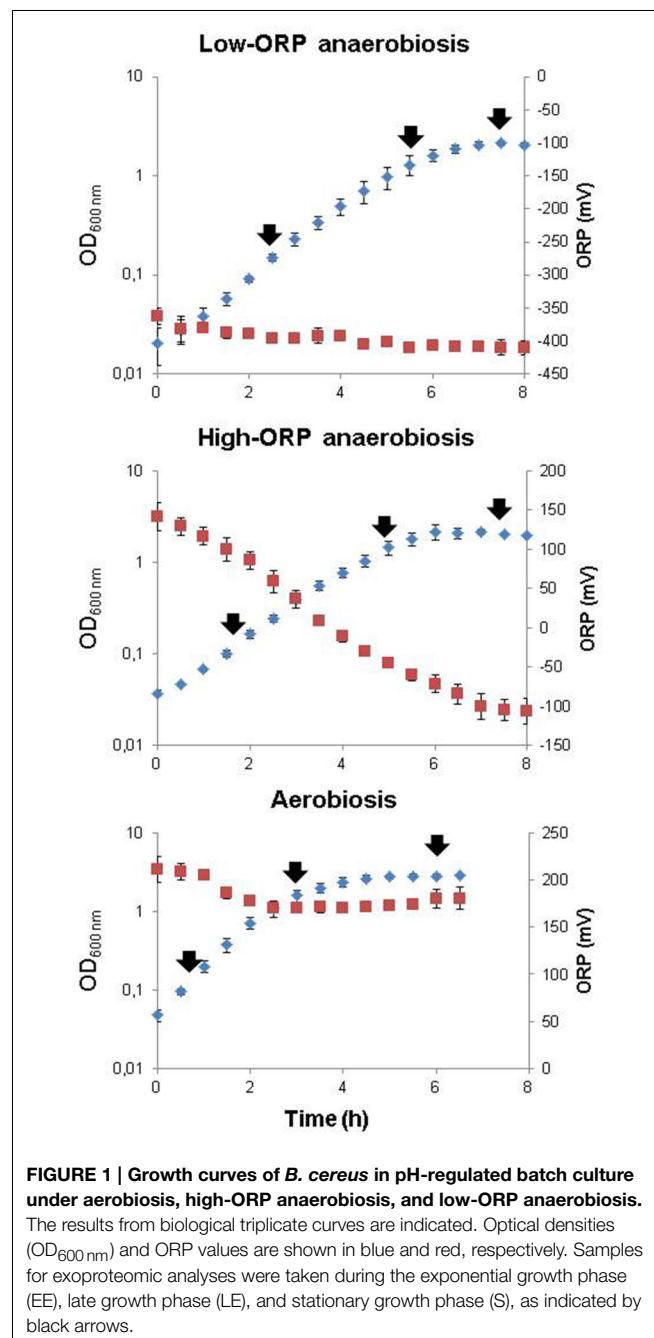 Low-ORP anaerobiosis
10
1
0,1
0,01
OD600 nm
0
-50
-100
-150
-200
-250
-300
-350
-400
-450
ORP (mV)
0 2 4 6 8
High-ORP anaerobiosis
10
1
0,1
0,01
OD600 nm
200
150
100
50
0
-50
-100
-150
ORP (mV)
0 2 4 6 8
Aerobiosis
10
1
0,1
0,01
OD600 nm
250
200
150
100
50
0
ORP (mV)
0 2 4 6 8
Time (h)
FIGURE 1 | Growth curves of B. cereus in pH-regulated batch culture
under aerobiosis, high-ORP anaerobiosis, and low-ORP anaerobiosis.
The results from biological triplicate curves are indicated. Optical densities
(OD600 nm) and ORP values are shown in blue and red, respectively. Samples
for exoproteomic analyses were taken during the exponential growth phase
(EE), late growth phase (LE), and stationary growth phase (S), as indicated by
black arrows.